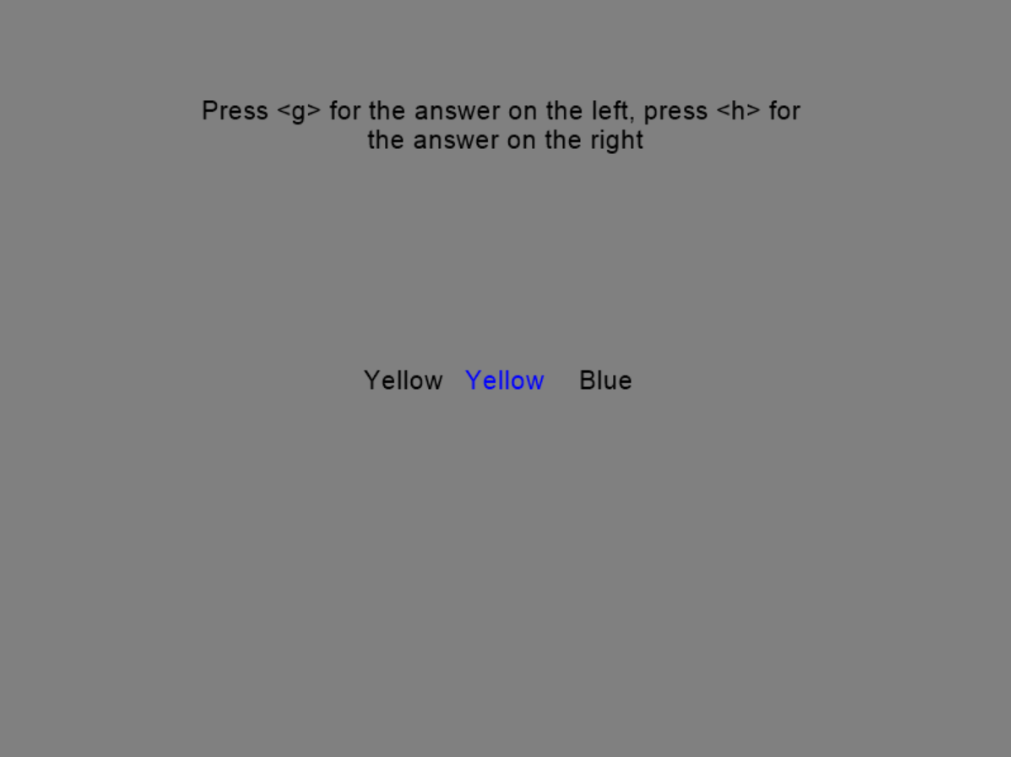 Press <g> for the answer on the left, press <h> for
the answer on the right
Yellow Yellow Blue